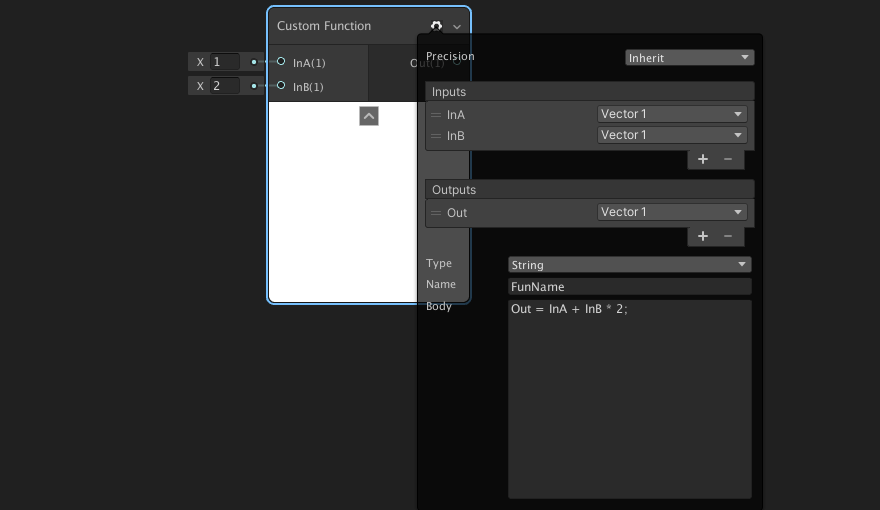 Custom Function
X 1 InA(1) Out(1)
X 2 InB(1)
Precision Inherit
Inputs
InA Vector 1
InB Vector 1
+ −
Outputs
Out Vector 1
+ −
Type String
Name FunName
Body Out = InA + InB * 2;